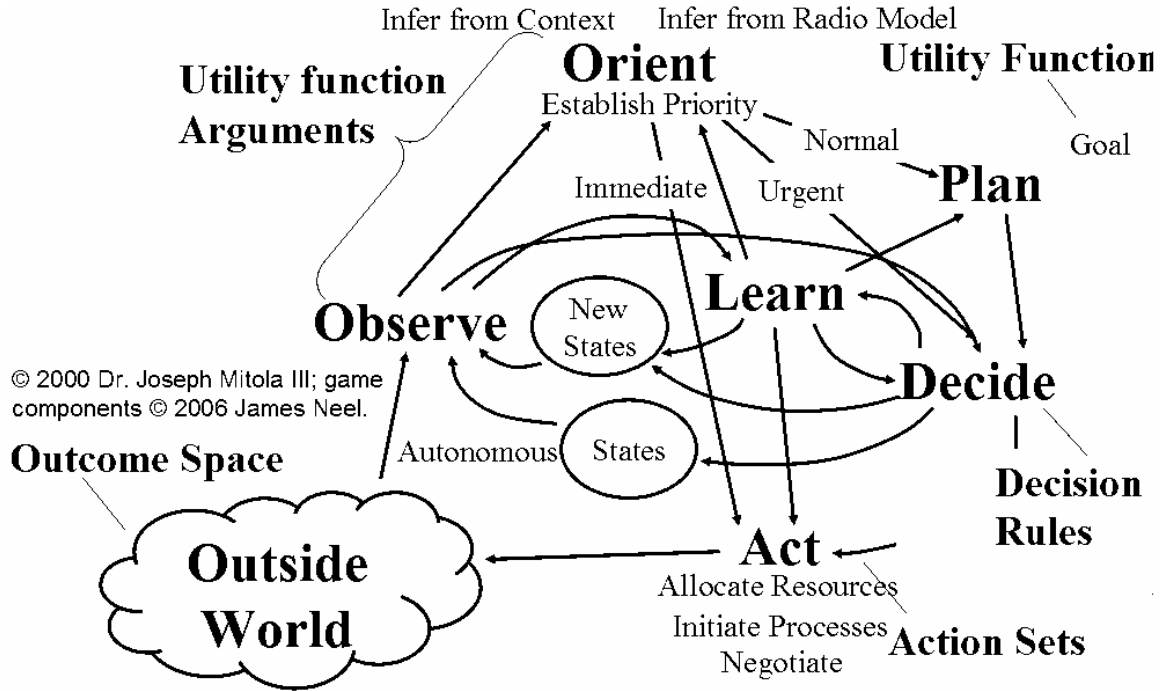 Infer from Context
Infer from Radio Model
Orient
Utility Function
Utility function
Arguments
Establish Priority
Normal
Goal
Immediate
Urgent
Plan
Learn
New
States
Observe
Decide
© 2000 Dr. Joseph Mitola III; game
components © 2006 James Neel.
Autonomous
States
Outcome Space
Decision
Rules
Outside
World
Act
Allocate Resources
Initiate Processes
Negotiate
Action Sets